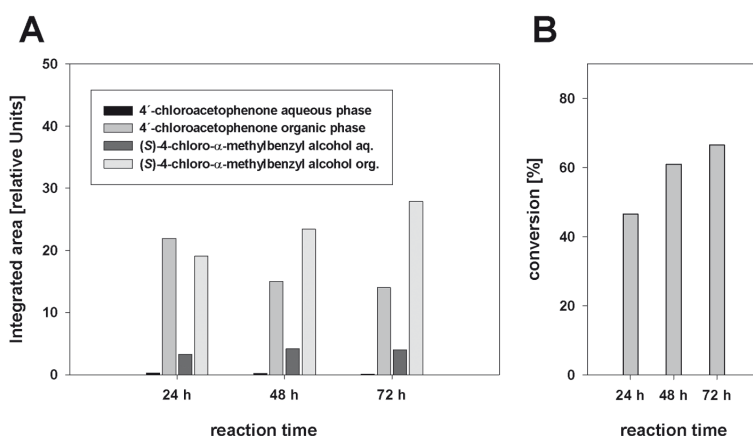 A
Integrated area [relative Units]
50
40
30
20
10
0
4´-chloroacetophenone aqueous phase
4´-chloroacetophenone organic phase
(S)-4-chloro-α-methylbenzyl alcohol aq.
(S)-4-chloro-α-methylbenzyl alcohol org.
24 h 48 h 72 h
reaction time
B
conversion [%]
80
60
40
20
0
24 h 48 h 72 h
reaction time